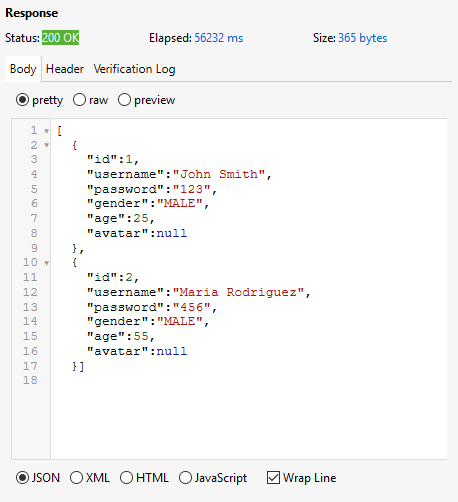 Response
Status: 200 OK Elapsed: 56232 ms Size: 365 bytes
Body Header Verification Log
pretty raw preview
1 [
2 {
3 "id":1,
4 "username":"John Smith",
5 "password":"123",
6 "gender":"MALE",
7 "age":25,
8 "avatar":null
9 },
10 {
11 "id":2,
12 "username":"Maria Rodriguez",
13 "password":"456",
14 "gender":"MALE",
15 "age":55,
16 "avatar":null
17 }]
18
JSON XML HTML JavaScript Wrap Line